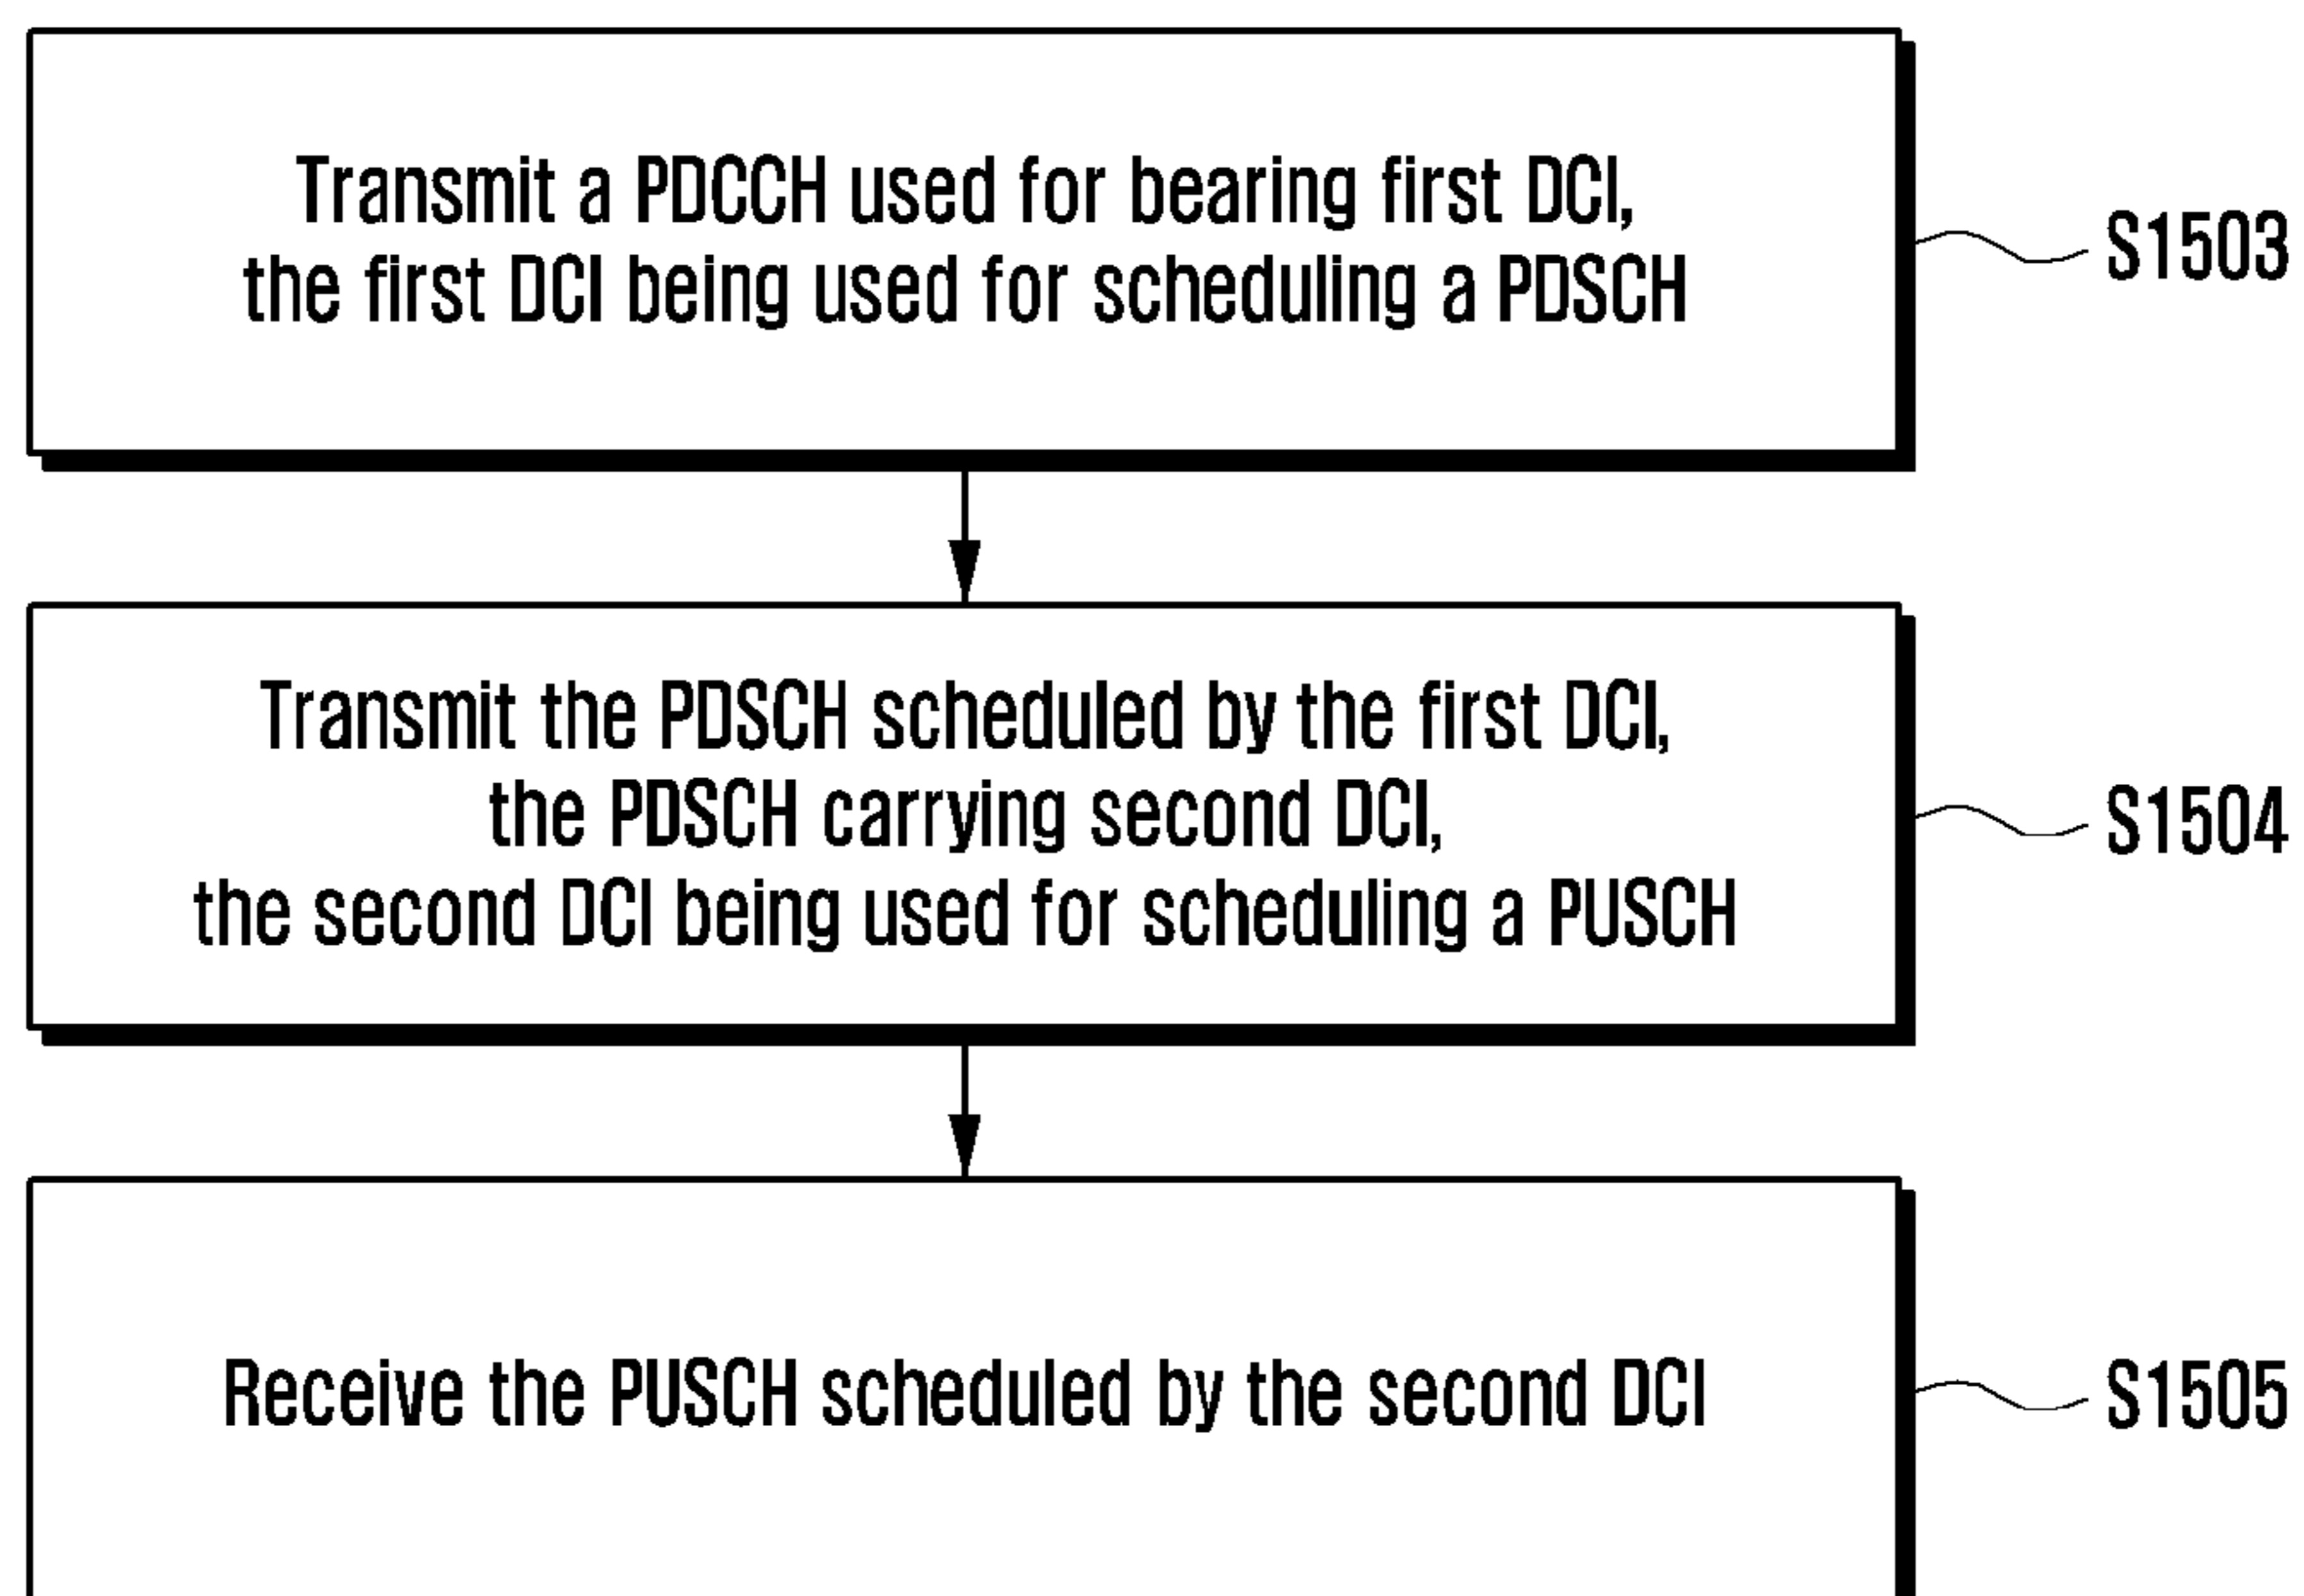 Transmit a PDCCH used for bearing first DCI,
the first DCI being used for scheduling a PDSCH
S1503
Transmit the PDSCH scheduled by the first DCI,
the PDSCH carrying second DCI,
the second DCI being used for scheduling a PUSCH
S1504
Receive the PUSCH scheduled by the second DCI
S1505